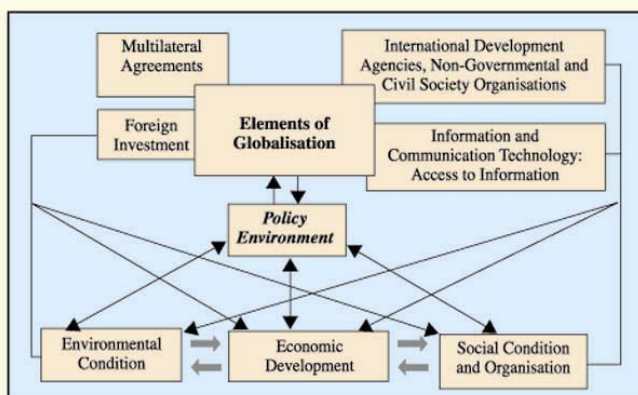 Multilateral
Agreements
International Development
Agencies, Non-Governmental and
Civil Society Organisations
Elements of
Globalisation
Foreign
Investment
Information and
Communication Technology:
Access to Information
Policy
Environment
Environmental
Condition
Economic
Development
Social Condition
and Organisation